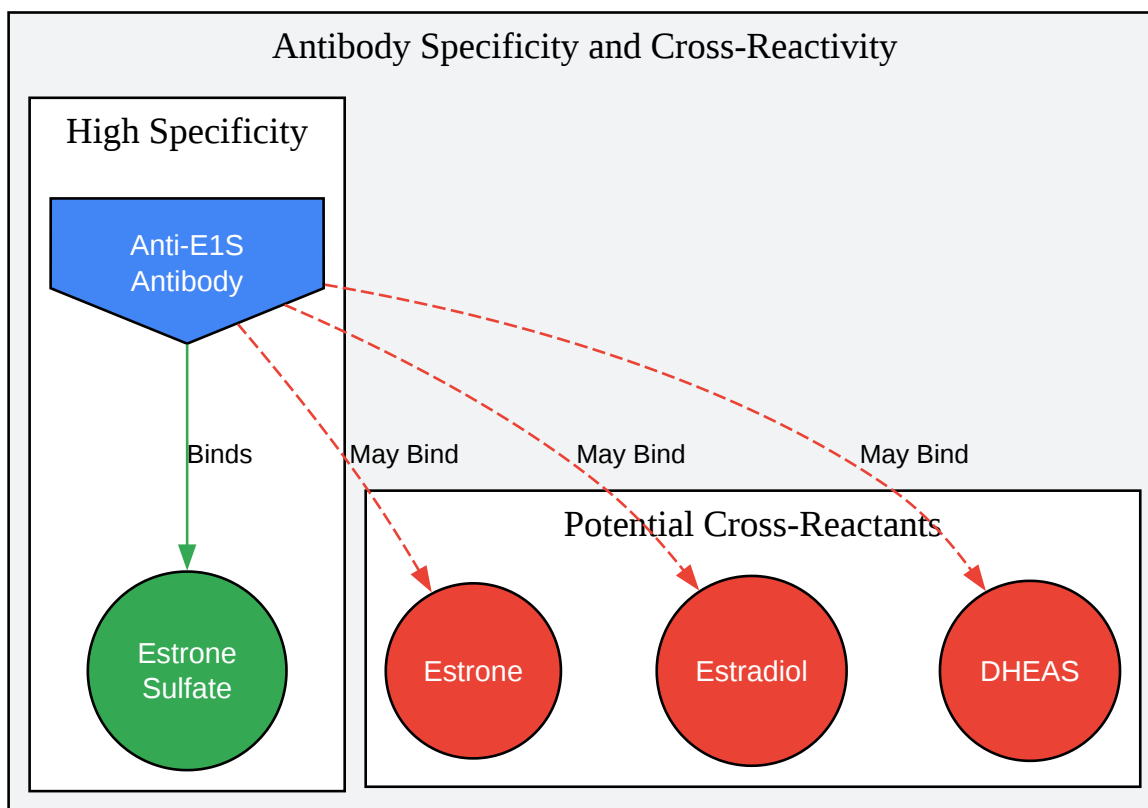 Antibody Specificity and Cross-Reactivity
High Specificity
Anti-E1S
Antibody
Binds
May Bind
May Bind
May Bind
Potential Cross-Reactants
Estrone
Sulfate
Estrone
Estradiol
DHEAS